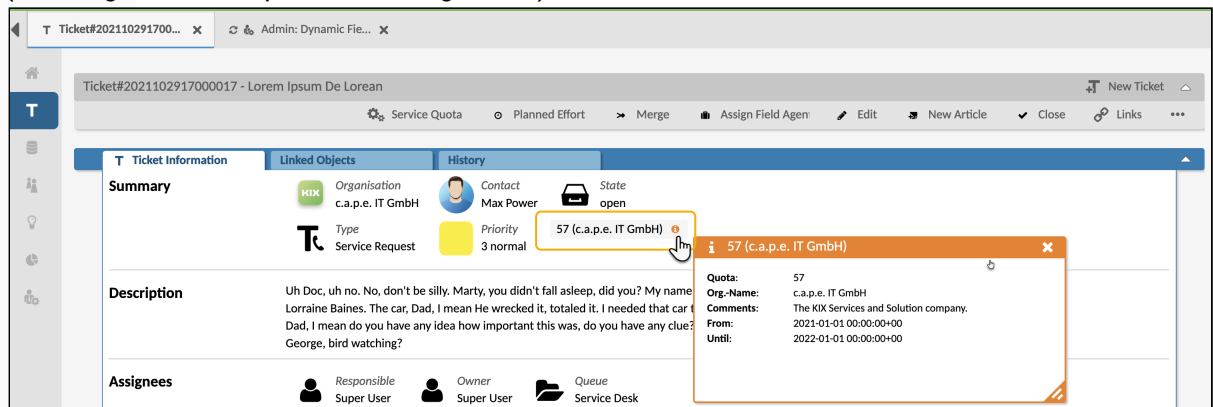 T Ticket#202110291700... Admin: Dynamic Fie...
Ticket#2021102917000017 - Lorem Ipsum De Lorean New Ticket
T Service Quota Planned Effort Merge Assign Field Agen Edit New Article Close Links ...
T Ticket Information Linked Objects History
Summary
KIX Organisation Contact State
c.a.p.e. IT GmbH Max Power open
Type Priority 57 (c.a.p.e. IT GmbH)
Service Request 3 normal
57 (c.a.p.e. IT GmbH)
Quota: 57
Org.-Name: c.a.p.e. IT GmbH
Comments: The KIX Services and Solution company.
From: 2021-01-01 00:00:00+00
Until: 2022-01-01 00:00:00+00
Description
Uh Doc, uh no. No, don't be silly. Marty, you didn't fall asleep, did you? My name
Lorraine Baines. The car, Dad, I mean He wrecked it, totaled it. I needed that car
Dad, I mean do you have any idea how important this was, do you have any clue?
George, bird watching?
Assignees
Responsible Owner Queue
Super User Super User Service Desk